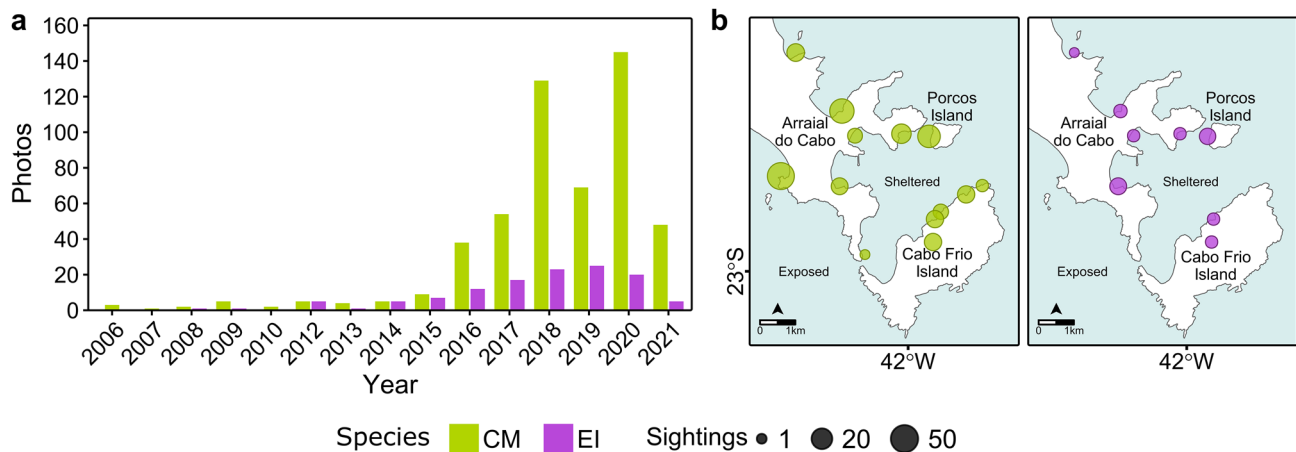 a
160
140
120
100
80
60
40
20
0
Photos
2006 2007 2008 2009 2010 2012 2013 2014 2015 2016 2017 2018 2019 2020 2021
Year
b
Porcos
Island
Arraial
do Cabo
Sheltered
Cabo Frio
Island
Exposed
0 1km
23°S
42°W
Porcos
Island
Arraial
do Cabo
Sheltered
Cabo Frio
Island
Exposed
0 1km
42°W
Species CM EI Sightings 1 20 50